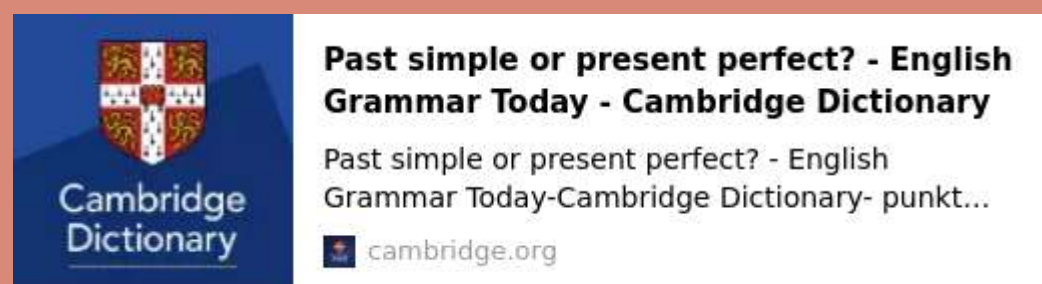 Cambridge
Dictionary
Past simple or present perfect? - English
Grammar Today - Cambridge Dictionary
Past simple or present perfect? - English
Grammar Today-Cambridge Dictionary- punkt...
cambridge.org